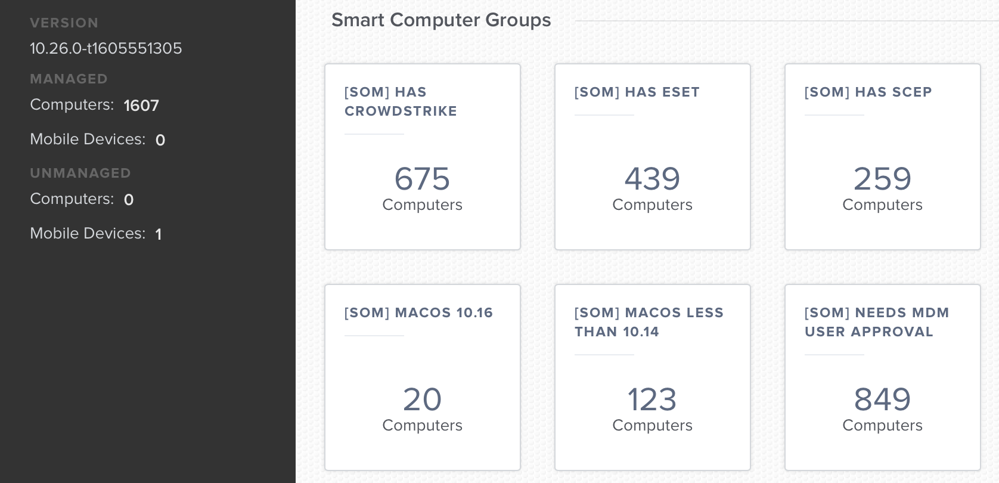 VERSION
10.26.0-t1605551305
MANAGED
Computers: 1607
Mobile Devices: 0
UNMANAGED
Computers: 0
Mobile Devices: 1
Smart Computer Groups
[SOM] HAS
CROWDSTRIKE
675
Computers
[SOM] HAS ESET
439
Computers
[SOM] HAS SCEP
259
Computers
[SOM] MACOS 10.16
20
Computers
[SOM] MACOS LESS
THAN 10.14
123
Computers
[SOM] NEEDS MDM
USER APPROVAL
849
Computers